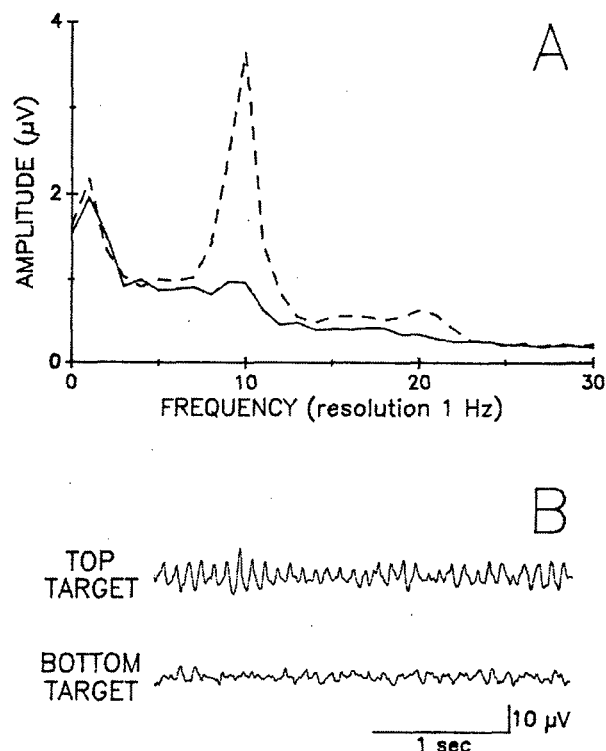 A
4
2
0
AMPLITUDE (µV)
0 10 20 30
FREQUENCY (resolution 1 Hz)
B
TOP
TARGET
BOTTOM
TARGET
10 µV
1 sec